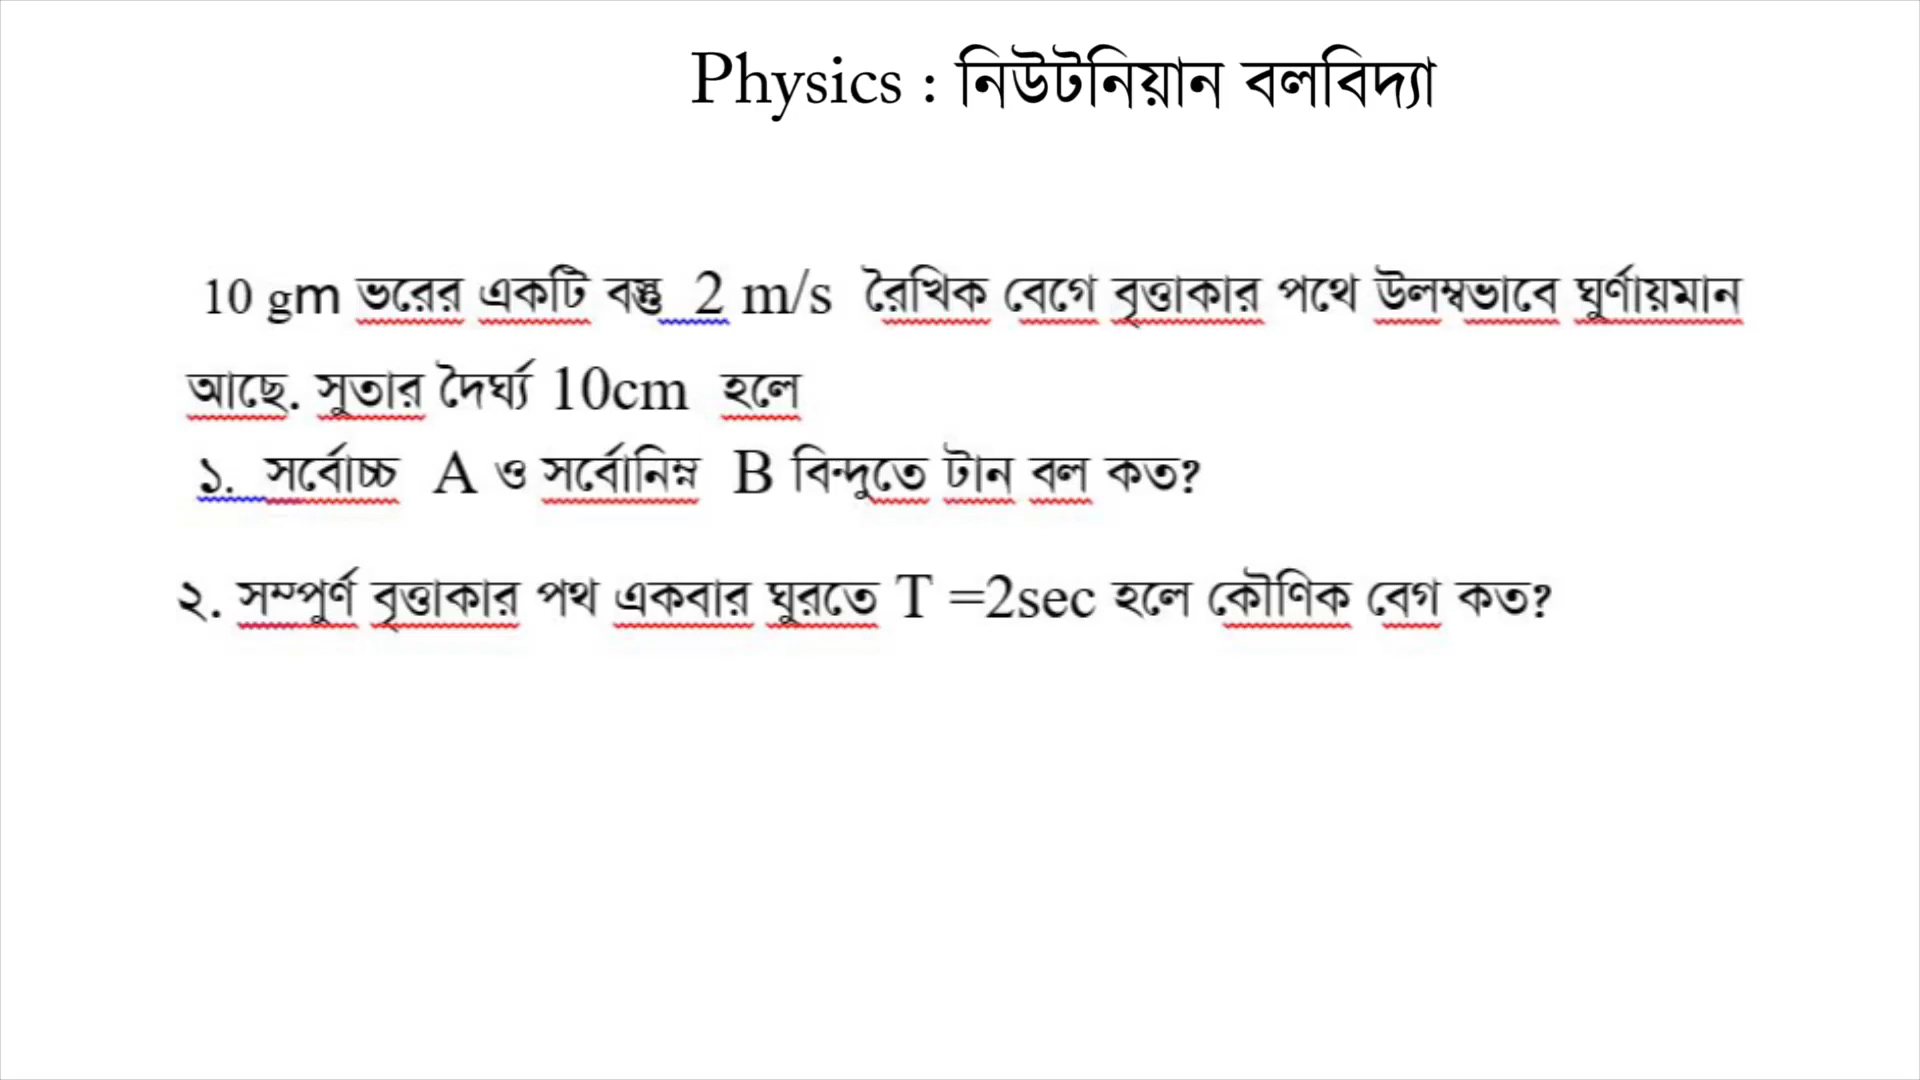 Physics : নিউটনিয়ান বলবিদ্যা
10 gm ভরের একটি বস্তু 2 m/s রৈখিক বেগে বৃত্তাকার পথে উলম্বভাবে ঘুর্ণায়মান
আছে. সুতার দৈর্ঘ্য 10cm হলে
১. সর্বোচ্চ A ও সর্বোনিম্ন B বিন্দুতে টান বল কত?
২. সম্পুর্ণ বৃত্তাকার পথ একবার ঘুরতে T =2sec হলে কৌণিক বেগ কত?